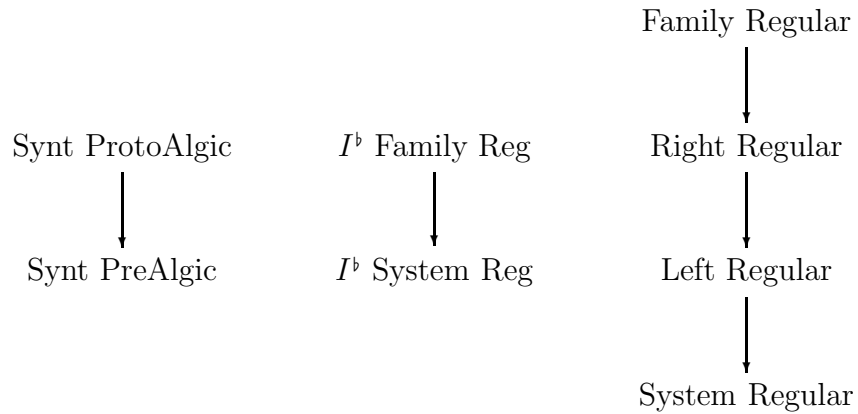 Family Regular
Synt ProtoAlgic
I♭ Family Reg
Right Regular
Synt PreAlgic
I♭ System Reg
Left Regular
System Regular